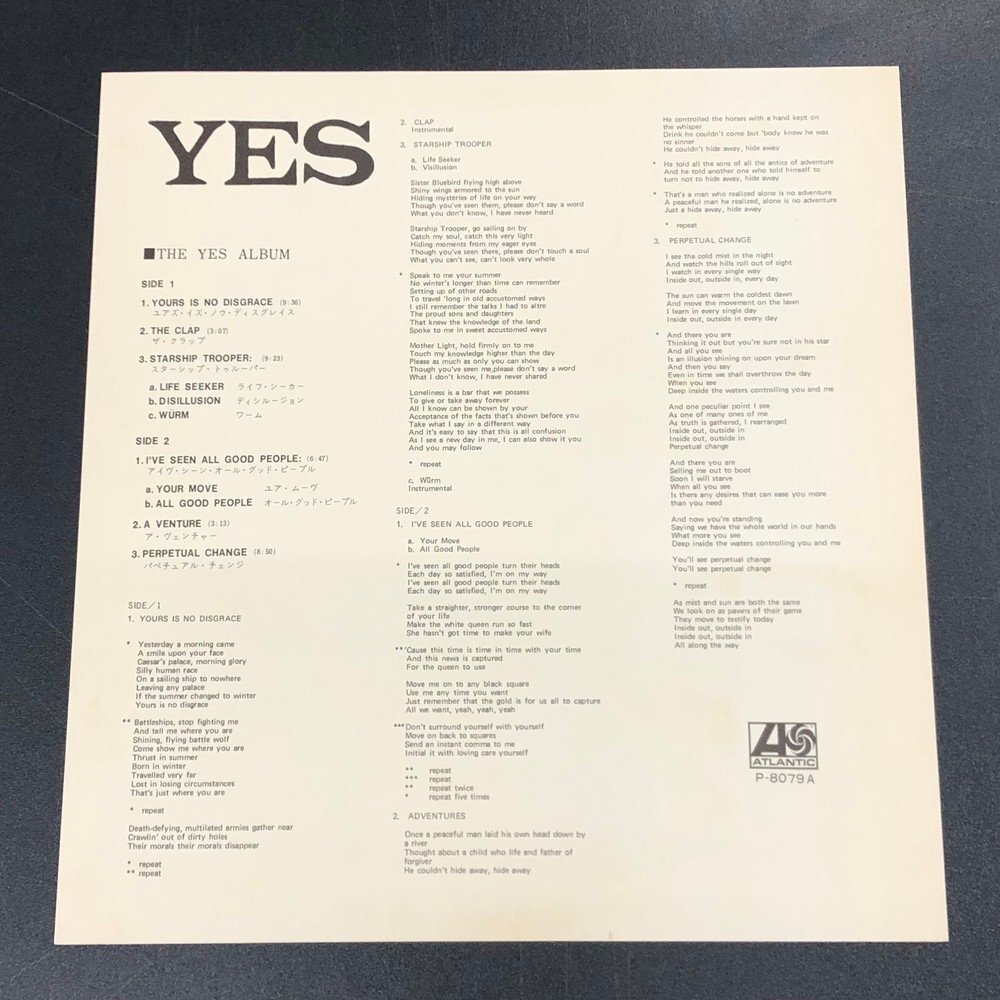 YES
■THE YES ALBUM
SIDE 1
1. YOURS IS NO DISGRACE (9:36)
ユアズ・イズ・ノウ・ディスグレイス
2. THE CLAP (3:07)
ザ・クラップ
3. STARSHIP TROOPER: (9:23)
スターシップ・トゥルーパー
a. LIFE SEEKER ライフ・シーカー
b. DISILLUSION ディシルージョン
c. WÜRM ワーム
SIDE 2
1. I'VE SEEN ALL GOOD PEOPLE: (6:47)
アイヴ・シーン・オール・グッド・ピープル
a. YOUR MOVE ユア・ムーヴ
b. ALL GOOD PEOPLE オール・グッド・ピープル
2. A VENTURE (3:13)
ア・ヴェンチャー
3. PERPETUAL CHANGE (8:50)
パペチュアル・チェンジ
SIDE/1
1. YOURS IS NO DISGRACE
* Yesterday a morning came
A smile upon your face
Caesar's palace, morning glory
Silly human race
On a sailing ship to nowhere
Leaving any palace
If the summer changed to winter
Yours is no disgrace
** Battleships, stop fighting me
And tell me where you are
Shining, flying battle wolf
Come show me where you are
Thrust in summer
Born in winter
Travelled very far
Lost in losing circumstances
That's just where you are
* repeat
Death-defying, multilated armies gather near
Crawlin' out of dirty holes
Their morals their morals disappear
* repeat
** repeat
2. CLAP
Instrumental
3. STARSHIP TROOPER
a. Life Seeker
b. Visillusion
Sister Bluebird flying high above
Shiny wings armored to the sun
Hiding mysteries of life on your way
Though you've seen them, please don't say a word
What you don't know, I have never heard
Starship Trooper, go sailing on by
Catch my soul, catch this very light
Hiding moments from my eager eyes
Though you've seen there, please don't touch a soul
What you can't see, can't look very whole
* Speak to me your summer
No winter's longer than time can remember
Setting up of other roads
To travel 'long in old accustomed ways
I still remember the talks I had to altre
The proud sons and daughters
That knew the knowledge of the land
Spoke to me in sweet accustomed ways
Mother Light, hold firmly on to me
Touch my knowledge higher than the day
Please as much as only you can show
Though you've seen me,please don't say a word
What I don't know, I have never shared
Loneliness is a bar that we possess
To give or take away forever
All I know can be shown by your
Acceptance of the facts that's shown before you
Take what I say in a different way
And it's easy to say that this is all confusion
As I see a new day in me, I can also show it you
And you may follow
* repeat
c. Würm
Instrumental
SIDE/2
1. I'VE SEEN ALL GOOD PEOPLE
a. Your Move
b. All Good People
* I've seen all good people turn their heads
Each day so satisfied, I'm on my way
I've seen all good people turn their heads
Each day so satisfied, I'm on my way
Take a straighter, stronger course to the corner
of your life
Make the white queen run so fast
She hasn't got time to make your wife
**'Cause this time is time in time with your time
And this news is captured
For the queen to use
Move me on to any black square
Use me any time you want
Just remember that the gold is for us all to capture
All we want, yeah, yeah, yeah
***Don't surround yourself with yourself
Move on back to squares
Send an instant comma to me
Initial it with loving care yourself
** repeat
*** repeat
** repeat twice
* repeat five times
2. ADVENTURES
Once a peaceful man laid his own head down by
a river
Thought about a child who life and father of
forgiver
He couldn't hide away, hide away
He controlled the horses with a hand kept on
the whisper
Drink he couldn't come but 'body know he was
no sinner
He couldn't hide away, hide away
* He told all the sons of all the antics of adventure
And he told another one who told himself to
turn not to hide away, hide away
* That's a man who realized alone is no adventure
A peaceful man he realized, alone is no adventure
Just a hide away, hide away
* repeat
3. PERPETUAL CHANGE
I see the cold mist in the night
And watch the hills roll out of sight
I watch in every single way
Inside out, outside in, every day
The sun can warm the coldest dawn
And move the movement on the lawn
I learn in every single day
Inside out, outside in every day
* And there you are
Thinking it out but you're sure not in his star
And all you see
Is an illusion shining on upon your dream
And then you say
Even in time we shall overthrow the day
When you see
Deep inside the waters controlling you and me
And one peculiar point I see
As one of many ones of me
As truth is gathered, I rearranged
Inside out, outside in
Inside out, outside in
Perpetual change
And there you are
Selling me out to boot
Soon I will starve
When all you see
Is there any desires that can ease you more
than you need
And now you're standing
Saying we have the whole world in our hands
What more you see
Deep inside the waters controlling you and me
You'll see perpetual change
You'll see perpetual change
* repeat
As mist and sun are both the same
We look on as pawns of their game
They move to testify today
Inside out, outside in
Inside out, outside in
All along the way
ATLANTIC
P-8079A